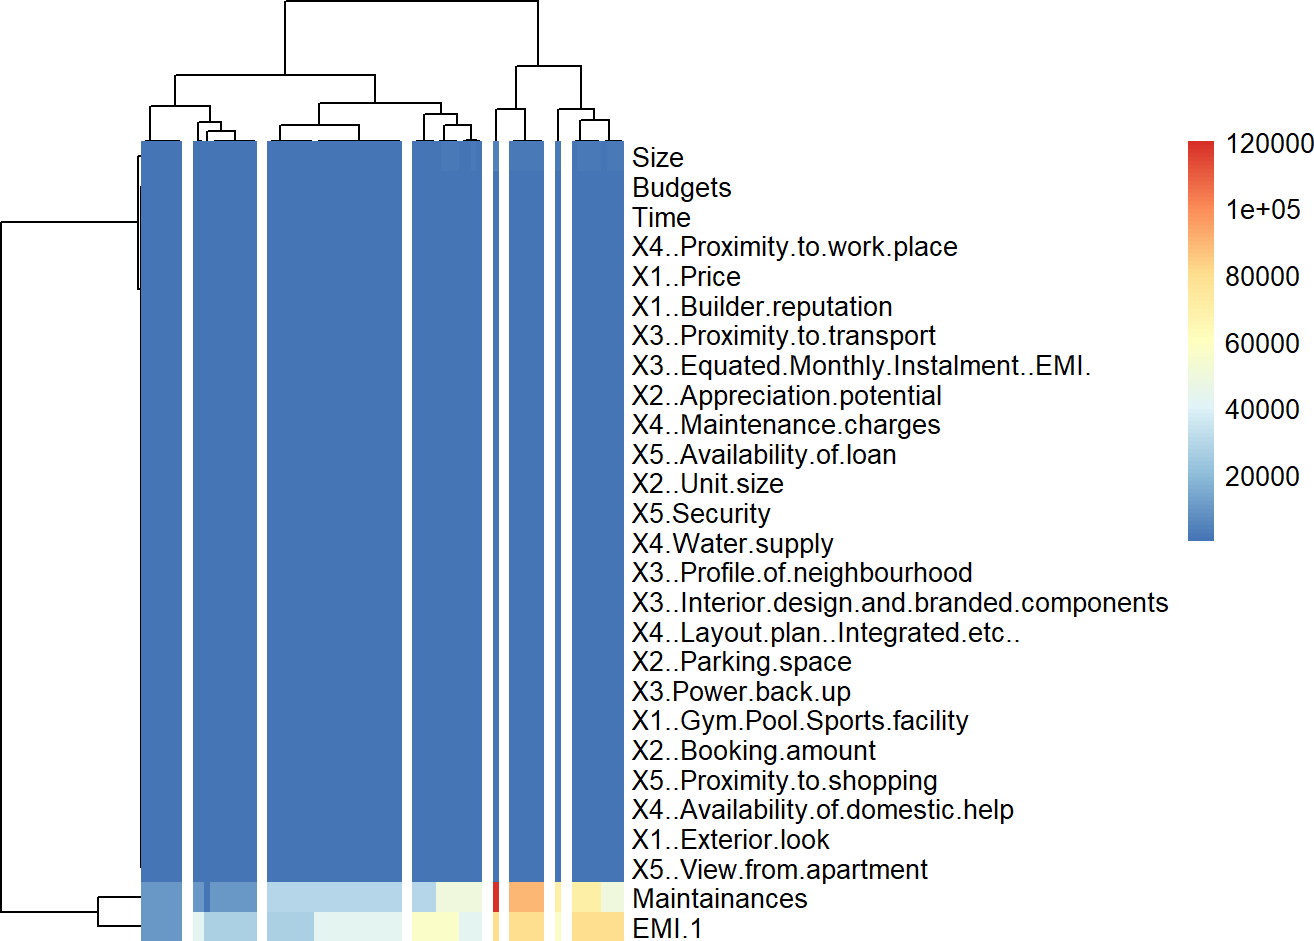 Size
Budgets
Time
X4..Proximity.to.work.place
X1..Price
X1..Builder.reputation
X3..Proximity.to.transport
X3..Equated.Monthly.Instalment..EMI.
X2..Appreciation.potential
X4..Maintenance.charges
X5..Availability.of.loan
X2..Unit.size
X5.Security
X4.Water.supply
X3..Profile.of.neighbourhood
X3..Interior.design.and.branded.components
X4..Layout.plan..Integrated.etc..
X2..Parking.space
X3.Power.back.up
X1..Gym.Pool.Sports.facility
X2..Booking.amount
X5..Proximity.to.shopping
X4..Availability.of.domestic.help
X1..Exterior.look
X5..View.from.apartment
Maintainances
EMI.1
120000
1e+05
80000
60000
40000
20000